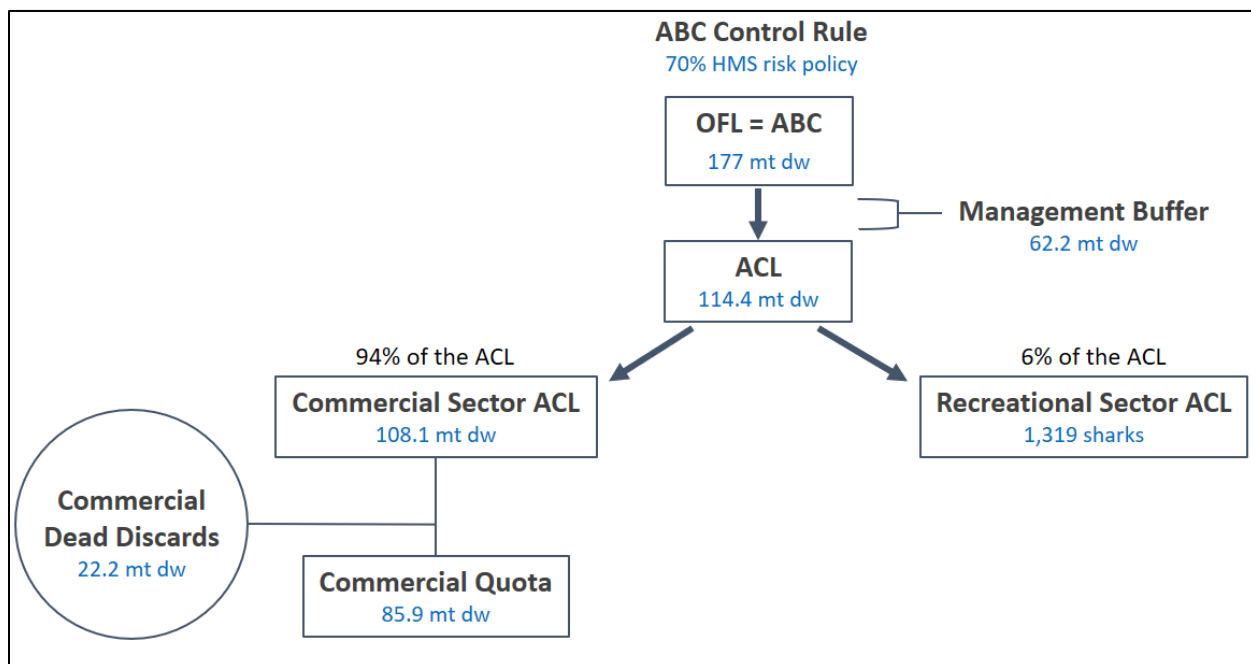 ABC Control Rule
70% HMS risk policy
OFL = ABC
177 mt dw
Management Buffer
62.2 mt dw
ACL
114.4 mt dw
94% of the ACL
6% of the ACL
Commercial Sector ACL
108.1 mt dw
Recreational Sector ACL
1,319 sharks
Commercial
Dead Discards
22.2 mt dw
Commercial Quota
85.9 mt dw